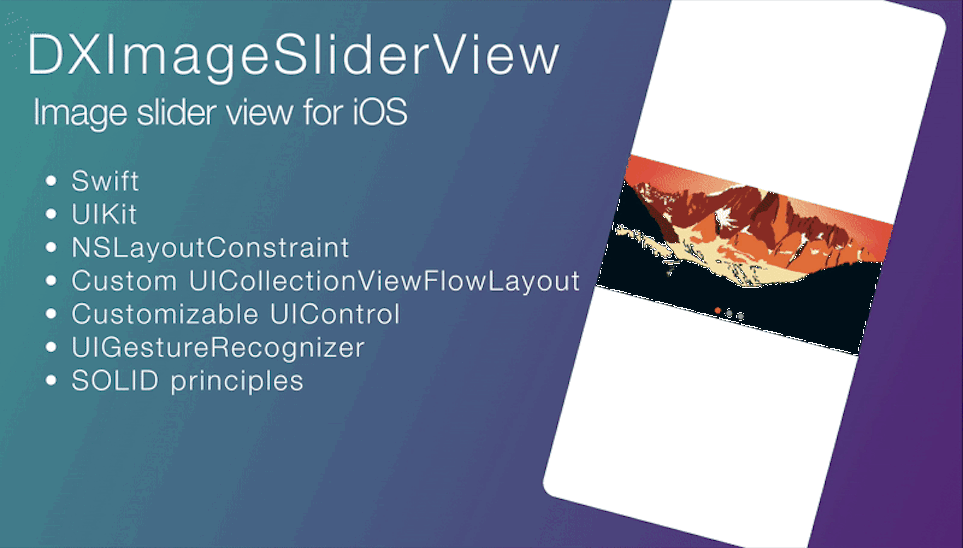 DXImageSliderView
Image slider view for iOS
• Swift
• UIKit
• NSLayoutConstraint
• Custom UICollectionViewFlowLayout
• Customizable UIControl
• UIGestureRecognizer
• SOLID principles